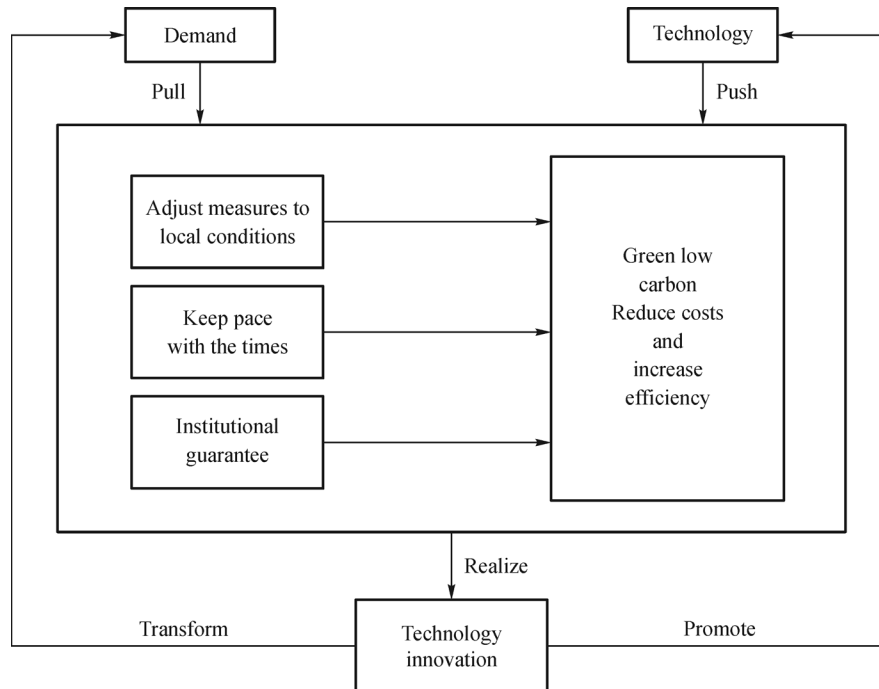 Demand
Technology
Pull
Push
Adjust measures to
local conditions
Keep pace
with the times
Institutional
guarantee
Green low
carbon
Reduce costs
and
increase
efficiency
Realize
Transform
Technology
innovation
Promote